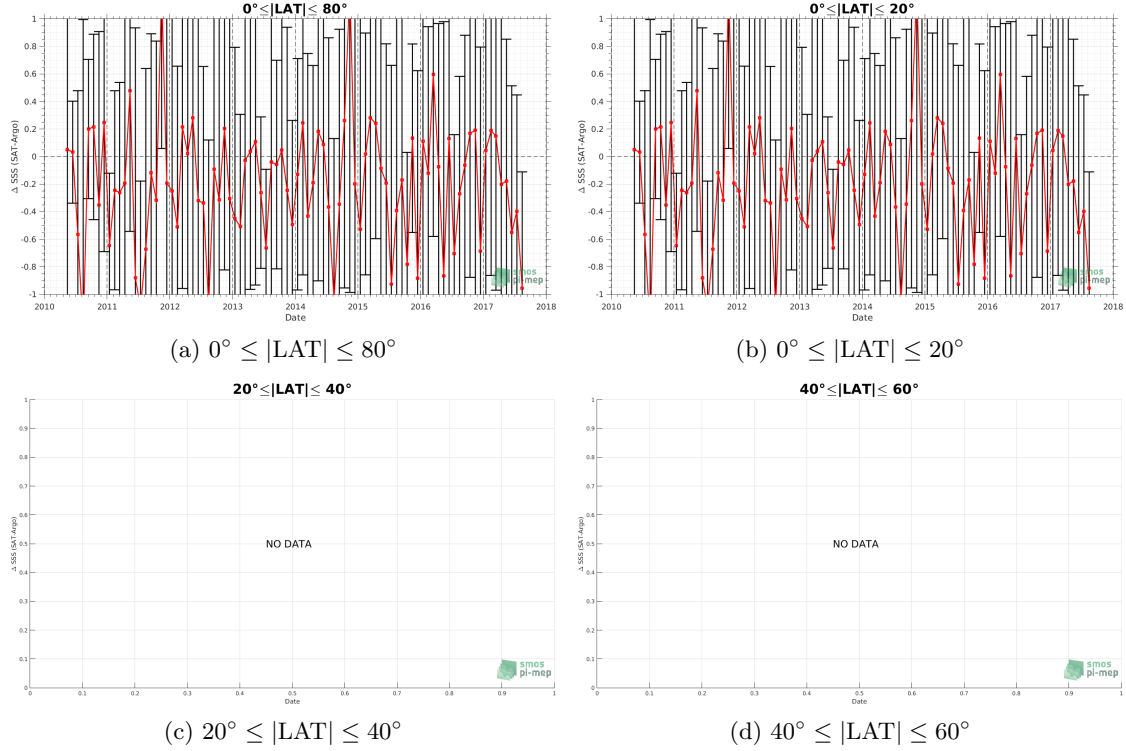 0°≤|LAT|≤ 80°
Δ SSS (SAT-Argo)
1
0.8
0.6
0.4
0.2
0
-0.2
-0.4
-0.6
-0.8
-1
2010 2011 2012 2013 2014 2015 2016 2017 2018
Date
smos
pi-mep
(a) 0° ≤ |LAT| ≤ 80°
0°≤|LAT|≤ 20°
Δ SSS (SAT-Argo)
1
0.8
0.6
0.4
0.2
0
-0.2
-0.4
-0.6
-0.8
-1
2010 2011 2012 2013 2014 2015 2016 2017 2018
Date
smos
pi-mep
(b) 0° ≤ |LAT| ≤ 20°
20°≤|LAT|≤ 40°
Δ SSS (SAT-Argo)
1
0.9
0.8
0.7
0.6
0.5
0.4
0.3
0.2
0.1
0
NO DATA
0 0.1 0.2 0.3 0.4 0.5 0.6 0.7 0.8 0.9 1
Date
smos
pi-mep
(c) 20° ≤ |LAT| ≤ 40°
40°≤|LAT|≤ 60°
Δ SSS (SAT-Argo)
1
0.9
0.8
0.7
0.6
0.5
0.4
0.3
0.2
0.1
0
NO DATA
0 0.1 0.2 0.3 0.4 0.5 0.6 0.7 0.8 0.9 1
Date
smos
pi-mep
(d) 40° ≤ |LAT| ≤ 60°